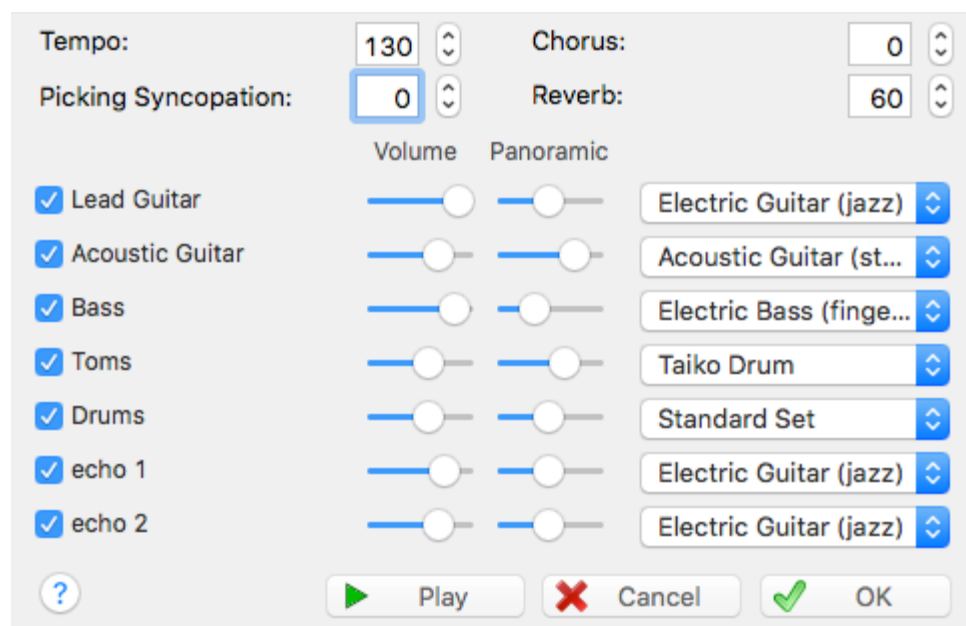 Tempo: 130 Chorus: 0
Picking Syncopation: 0 Reverb: 60
Volume Panoramic
Lead Guitar Electric Guitar (jazz)
Acoustic Guitar Acoustic Guitar (st...
Bass Electric Bass (finge...
Toms Taiko Drum
Drums Standard Set
echo 1 Electric Guitar (jazz)
echo 2 Electric Guitar (jazz)
? Play Cancel OK